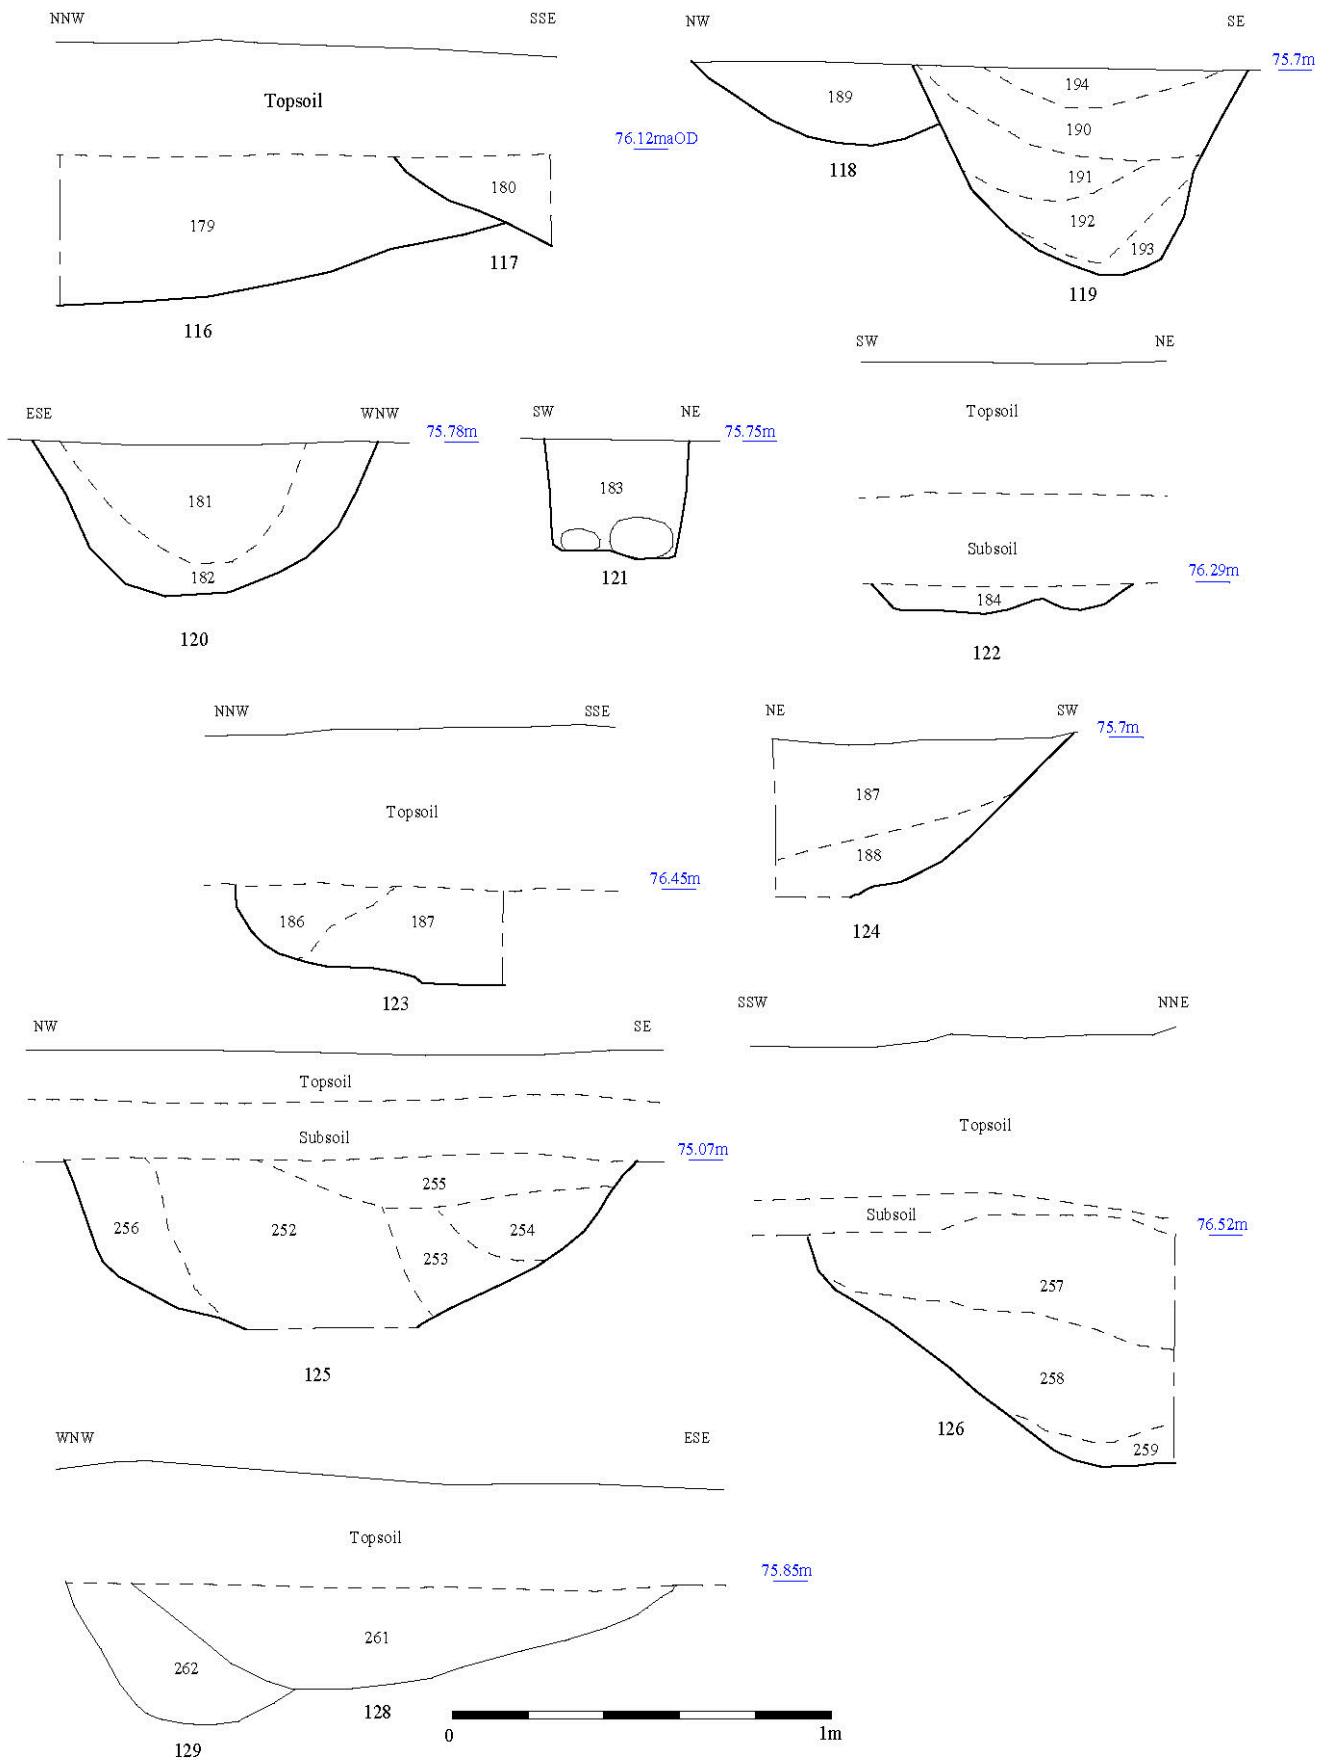 NNW SSE
Topsoil
76.12maOD
179
180
117
116
NW SE
75.7m
194
189
190
118
191
192
193
119
SW NE
Topsoil
Subsoil
76.29m
184
122
ESE WNW
75.78m
181
182
120
SW NE
75.75m
183
121
NNW SSE
Topsoil
76.45m
186 187
123
NE SW
75.7m
187
188
124
NW SE
Topsoil
Subsoil
75.07m
255
256 252 254
253
125
SSW NNE
Topsoil
Subsoil
76.52m
257
258
126
259
WNW ESE
Topsoil
75.85m
261
262
128
129
0 1m